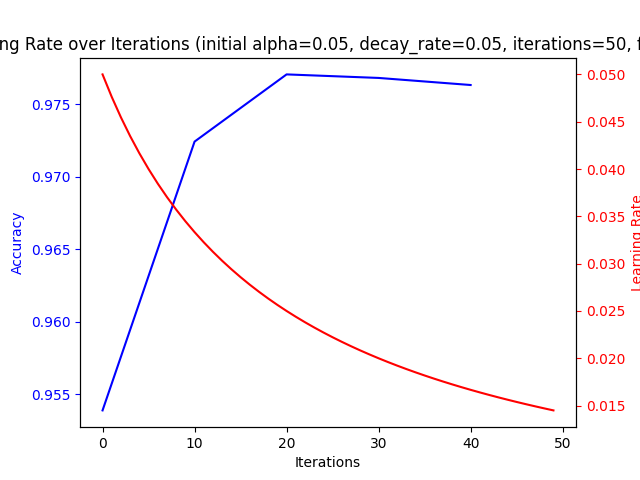 ng Rate over Iterations (initial alpha=0.05, decay_rate=0.05, iterations=50, f
0.975
0.970
0.965
0.960
0.955
Accuracy
0.050
0.045
0.040
0.035
0.030
0.025
0.020
0.015
Learning Rate
0 10 20 30 40 50
Iterations